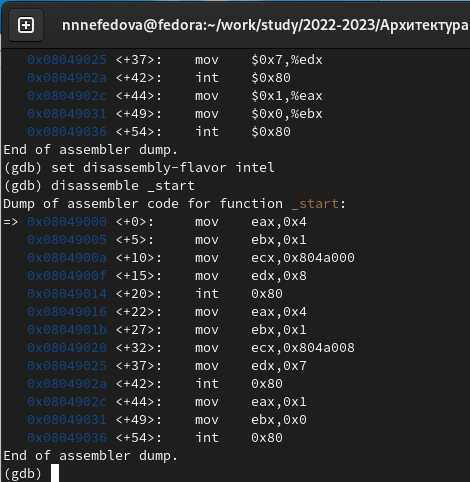 nnnefedova@fedora:~/work/study/2022-2023/Архитектура
0x08049025 <+37>: mov $0x7,%edx
0x0804902a <+42>: int $0x80
0x0804902c <+44>: mov $0x1,%eax
0x08049031 <+49>: mov $0x0,%ebx
0x08049036 <+54>: int $0x80
End of assembler dump.
(gdb) set disassembly-flavor intel
(gdb) disassemble _start
Dump of assembler code for function _start:
=> 0x08049000 <+0>: mov eax,0x4
0x08049005 <+5>: mov ebx,0x1
0x0804900a <+10>: mov ecx,0x804a000
0x0804900f <+15>: mov edx,0x8
0x08049014 <+20>: int 0x80
0x08049016 <+22>: mov eax,0x4
0x0804901b <+27>: mov ebx,0x1
0x08049020 <+32>: mov ecx,0x804a008
0x08049025 <+37>: mov edx,0x7
0x0804902a <+42>: int 0x80
0x0804902c <+44>: mov eax,0x1
0x08049031 <+49>: mov ebx,0x0
0x08049036 <+54>: int 0x80
End of assembler dump.
(gdb)